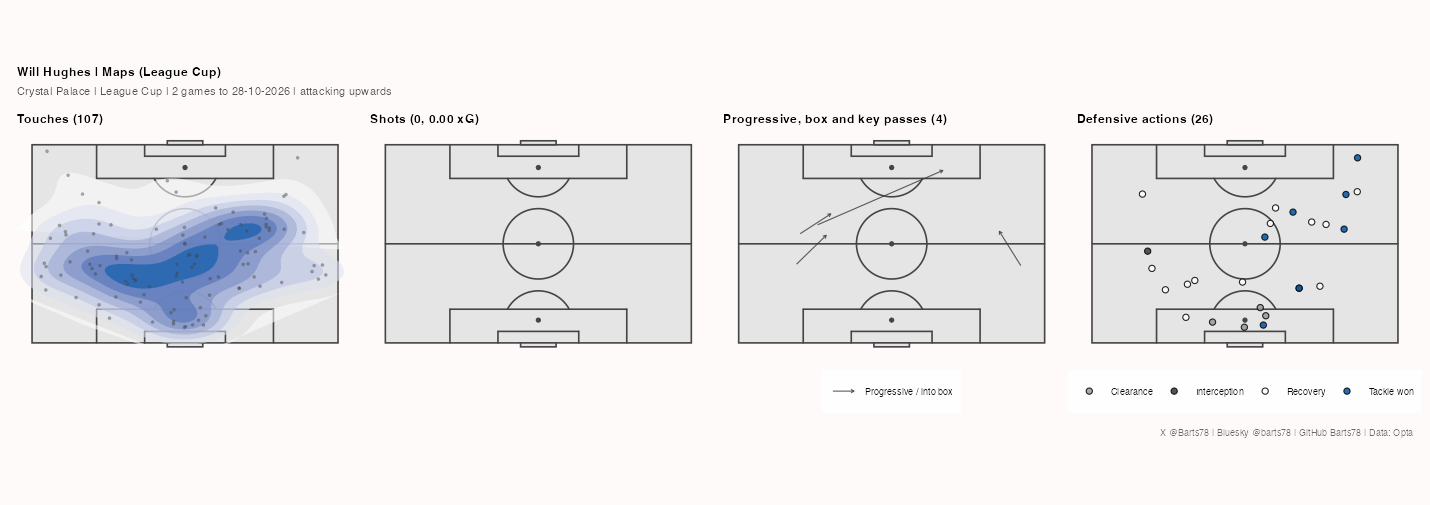 Will Hughes | Maps (League Cup)
Crystal Palace | League Cup | 2 games to 28-10-2026 | attacking upwards
Touches (107)
Shots (0, 0.00 xG)
Progressive, box and key passes (4)
Defensive actions (26)
Progressive / into box
Clearance
Interception
Recovery
Tackle won
X @Barts78 | Bluesky @barts78 | GitHub Barts78 | Data: Opta